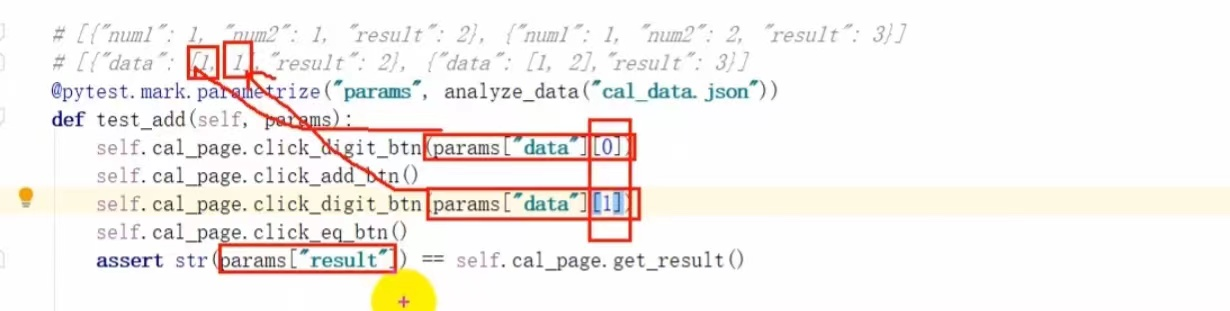 # [{"num1": 1, "num2": 1, "result": 2}, {"num1": 1, "num2": 2, "result": 3}]
# [{"data": [1, 1], "result": 2}, {"data": [1, 2],"result": 3}]
@pytest.mark.parametrize("params", analyze_data("cal_data.json"))
def test_add(self, params):
    self.cal_page.click_digit_btn(params["data"][0])
    self.cal_page.click_add_btn()
    self.cal_page.click_digit_btn(params["data"][1])
    self.cal_page.click_eq_btn()
    assert str(params["result"]) == self.cal_page.get_result()